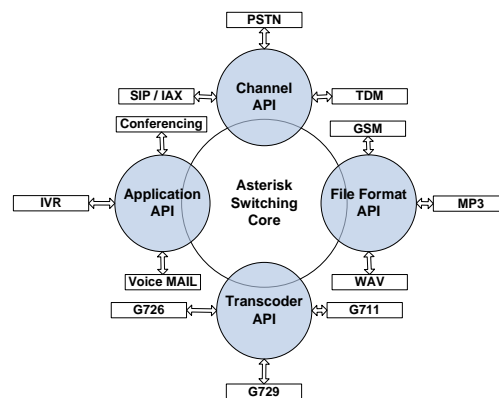 PSTN
Channel
API
SIP / IAX
TDM
Conferencing
GSM
Application
API
Asterisk
Switching
Core
File Format
API
IVR
MP3
Voice MAIL
WAV
G726
Transcoder
API
G711
G729